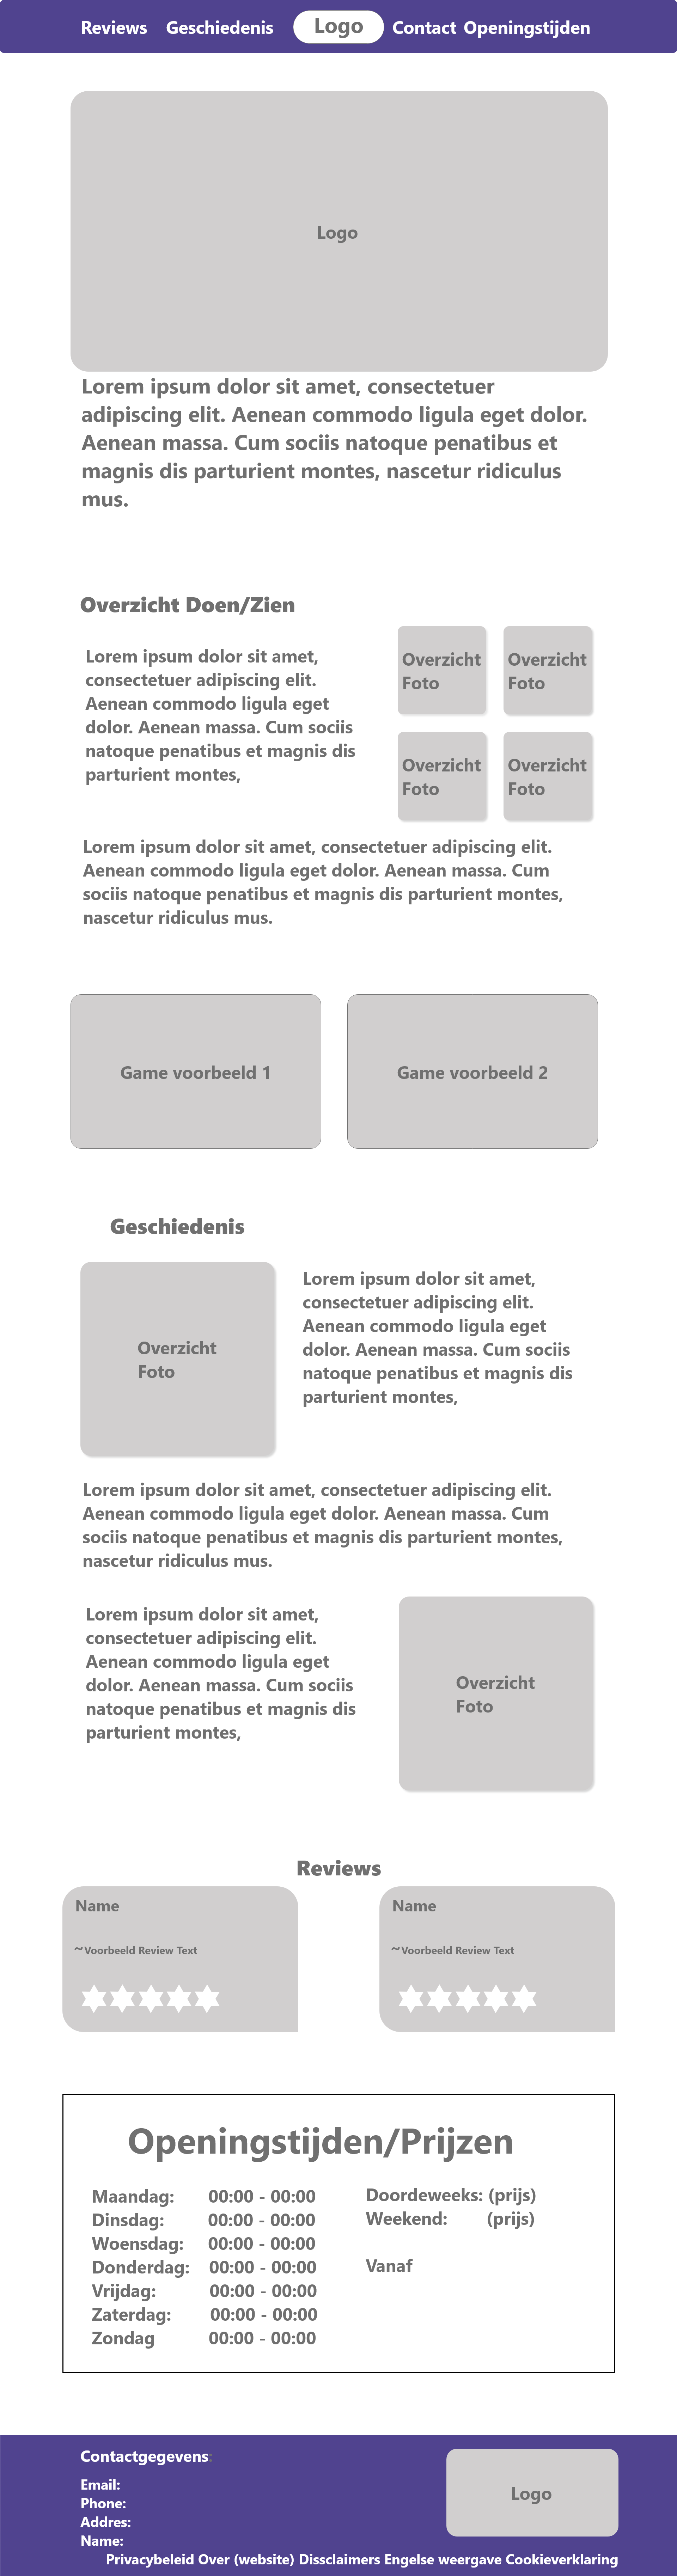 Reviews Geschiedenis Logo Contact Openingstijden
Logo
Lorem ipsum dolor sit amet, consectetuer
adipiscing elit. Aenean commodo ligula eget dolor.
Aenean massa. Cum sociis natoque penatibus et
magnis dis parturient montes, nascetur ridiculus
mus.
Overzicht Doen/Zien
Lorem ipsum dolor sit amet,
consectetuer adipiscing elit.
Aenean commodo ligula eget
dolor. Aenean massa. Cum sociis
natoque penatibus et magnis dis
parturient montes,
Overzicht
Foto
Overzicht
Foto
Overzicht
Foto
Overzicht
Foto
Lorem ipsum dolor sit amet, consectetuer adipiscing elit.
Aenean commodo ligula eget dolor. Aenean massa. Cum
sociis natoque penatibus et magnis dis parturient montes,
nascetur ridiculus mus.
Game voorbeeld 1
Game voorbeeld 2
Geschiedenis
Overzicht
Foto
Lorem ipsum dolor sit amet,
consectetuer adipiscing elit.
Aenean commodo ligula eget
dolor. Aenean massa. Cum sociis
natoque penatibus et magnis dis
parturient montes,
Lorem ipsum dolor sit amet, consectetuer adipiscing elit.
Aenean commodo ligula eget dolor. Aenean massa. Cum
sociis natoque penatibus et magnis dis parturient montes,
nascetur ridiculus mus.
Lorem ipsum dolor sit amet,
consectetuer adipiscing elit.
Aenean commodo ligula eget
dolor. Aenean massa. Cum sociis
natoque penatibus et magnis dis
parturient montes,
Overzicht
Foto
Reviews
Name
~Voorbeeld Review Text
Name
~Voorbeeld Review Text
Openingstijden/Prijzen
Maandag: 00:00 - 00:00
Dinsdag: 00:00 - 00:00
Woensdag: 00:00 - 00:00
Donderdag: 00:00 - 00:00
Vrijdag: 00:00 - 00:00
Zaterdag: 00:00 - 00:00
Zondag 00:00 - 00:00
Doordeweeks: (prijs)
Weekend: (prijs)
Vanaf
Contactgegevens:
Email:
Phone:
Addres:
Name:
Logo
Privacybeleid Over (website) Dissclaimers Engelse weergave Cookieverklaring